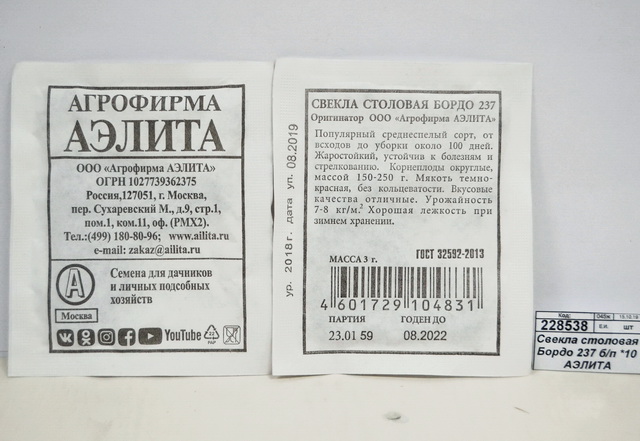 АГРОФИРМА
АЭЛИТА
ООО «Агрофирма АЭЛИТА»
ОГРН 1027739362375
Россия,127051, г. Москва,
пер. Сухаревский М., д.9, стр.1,
пом.1, ком.11, оф. (РМХ2).
Тел.:(499) 180-80-96; www.ailita.ru
e-mail: zakaz@ailita.ru
А
Семена для дачников
и личных подсобных
хозяйств
Москва
YouTube
22
PAP
ур. 2018 г. дата уп. 08.2019
СВЕКЛА СТОЛОВАЯ БОРДО 237
Оригинатор ООО «Агрофирма АЭЛИТА»
Популярный среднеспелый сорт, от
всходов до уборки около 100 дней.
Жаростойкий, устойчив к болезням и
стрелкованию. Корнеплоды округлые,
массой 150-250 г. Мякоть темно-
красная, без кольцеватости. Вкусовые
качества отличные. Урожайность
7-8 кг/м.² Хорошая лежкость при
зимнем хранении.
ГОСТ 32592-2013
МАССА 3 г.
4 601729 104831
ПАРТИЯ ГОДЕН ДО
23.01 59 08.2022
Код:
228538 Е.И. шт
Свекла столовая
Бордо 237 б/п *10
АЭЛИТА